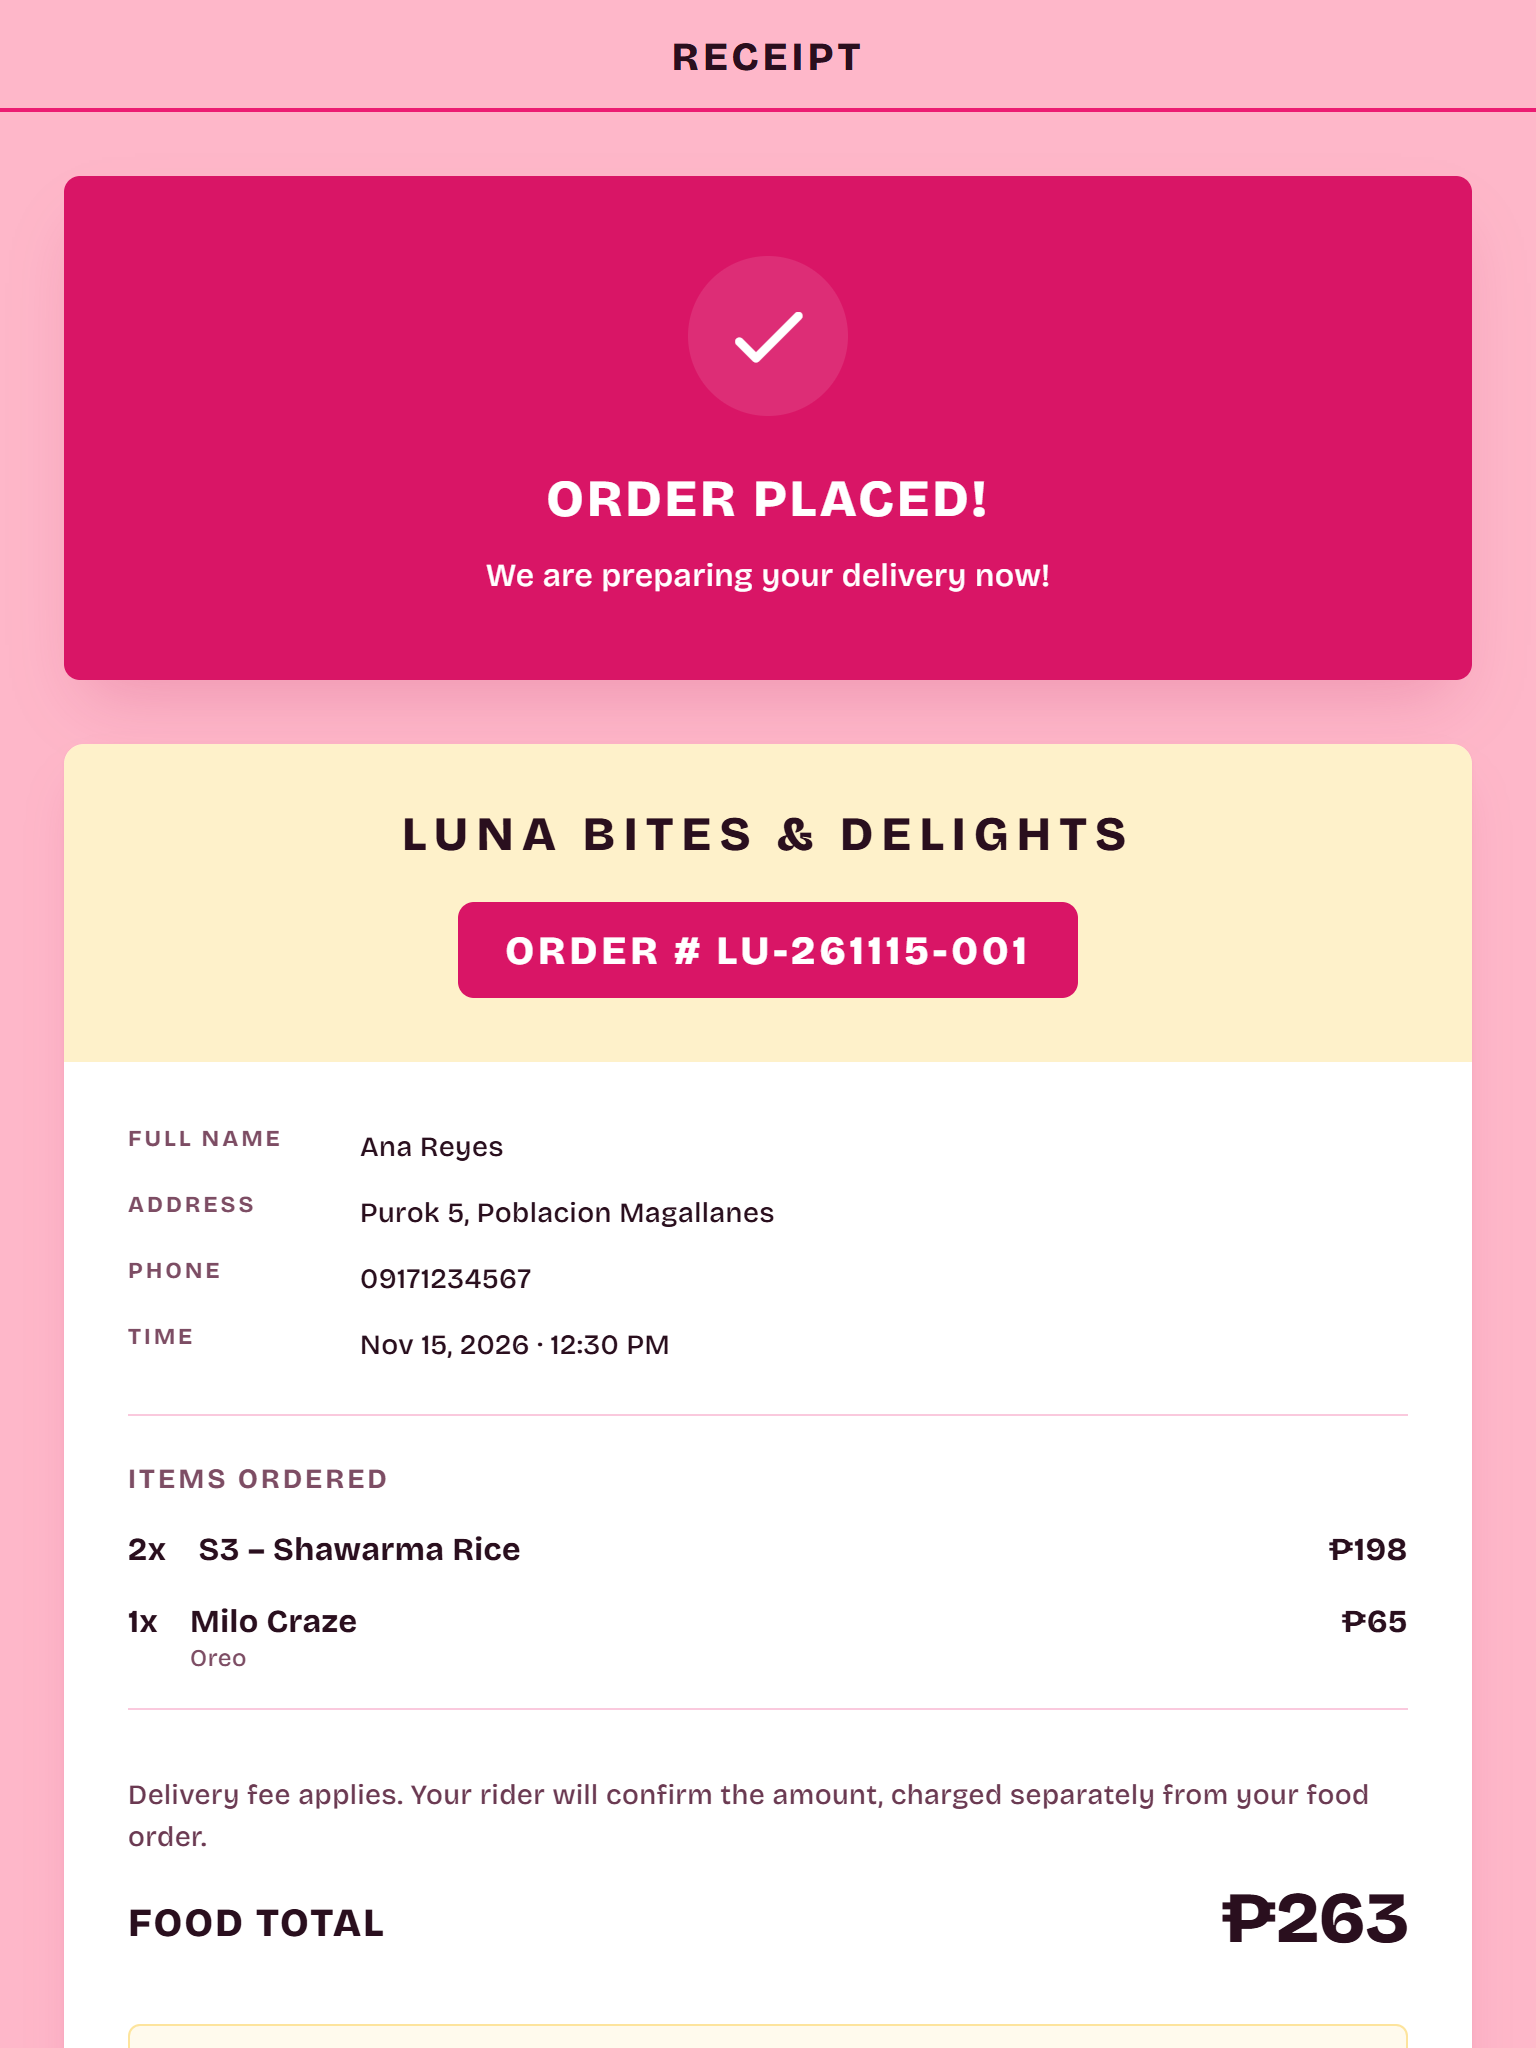 RECEIPT
ORDER PLACED!
We are preparing your delivery now!
LUNA BITES & DELIGHTS
ORDER # LU-261115-001
FULL NAME Ana Reyes
ADDRESS Purok 5, Poblacion Magallanes
PHONE 09171234567
TIME Nov 15, 2026 · 12:30 PM
ITEMS ORDERED
2x S3 – Shawarma Rice ₱198
1x Milo Craze ₱65
Oreo
Delivery fee applies. Your rider will confirm the amount, charged separately from your food
order.
FOOD TOTAL ₱263